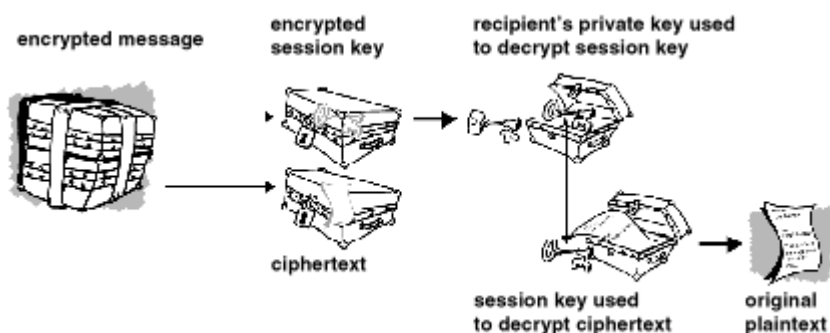 encrypted message
encrypted
session key
recipient's private key used
to decrypt session key
ciphertext
session key used
to decrypt ciphertext
original
plaintext